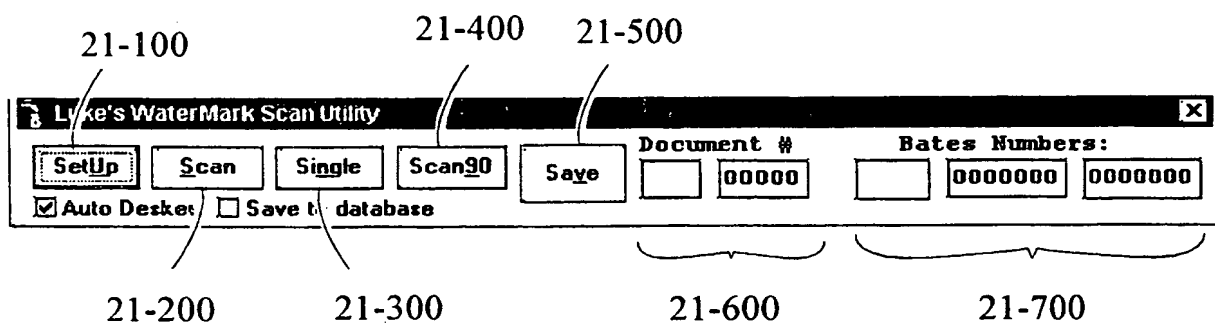 21-100 21-400 21-500
Luke's WaterMark Scan Utility
Document # Bates Numbers:
SetUp Scan Single Scan90 Save 00000 0000000 0000000
Auto Deskew Save to database
21-200 21-300 21-600 21-700